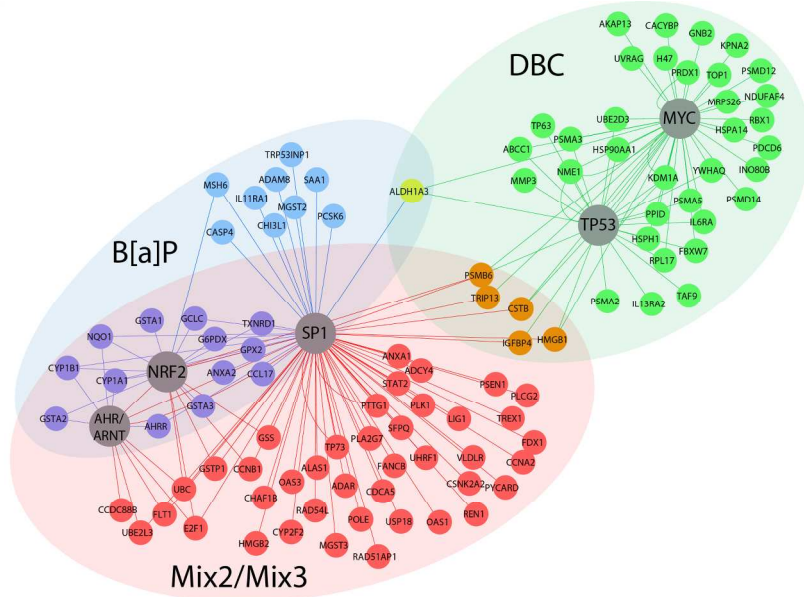 AKAP13
CACYBP
GNB2
KPNA2
UVRAG
H47
PRDX1
TOP1
PSMD12
DBC
MRPS26
NDUFAF4
MYC
RBX1
TP63
UBE2D3
HSPA14
PSMA3
ABCC1
HSP90AA1
PDCD6
TRP53INP1
NME1
YWHAQ
INO80B
MSH6
ADAM8
SAA1
MMP3
KDM1A
ALDH1A3
IL11RA1
MGST2
PSMA5
PSMD14
PCSK6
PPID
IL6RA
CASP4
CHI3L1
TP53
HSPH1
FBXW7
B[a]P
RPL17
PSMB6
TRIP13
TAF9
PSMA2
IL13RA2
CSTB
GSTA1
GCLC
TXNRD1
SP1
NQO1
G6PDX
IGFBP4
HMGB1
GPX2
ANXA1
CYP1B1
NRF2
ADCY4
CYP1A1
ANXA2
CCL17
STAT2
PSEN1
PLCG2
GSTA3
PTTG1
PLK1
GSTA2
AHR/
ARNT
AHRR
LIG1
TREX1
SFPQ
GSS
PLA2G7
TP73
FDX1
UHRF1
VLDLR
CCNA2
GSTP1
CCNB1
ALAS1
FANCB
UBC
OAS3
ADAR
CSNK2A2
PYCARD
CHAF1B
CDCA5
CCDC88B
FLT1
RAD54L
POLE
REN1
UBE2L3
E2F1
USP18
OAS1
CYP2F2
HMGB2
MGST3
RAD51AP1
Mix2/Mix3